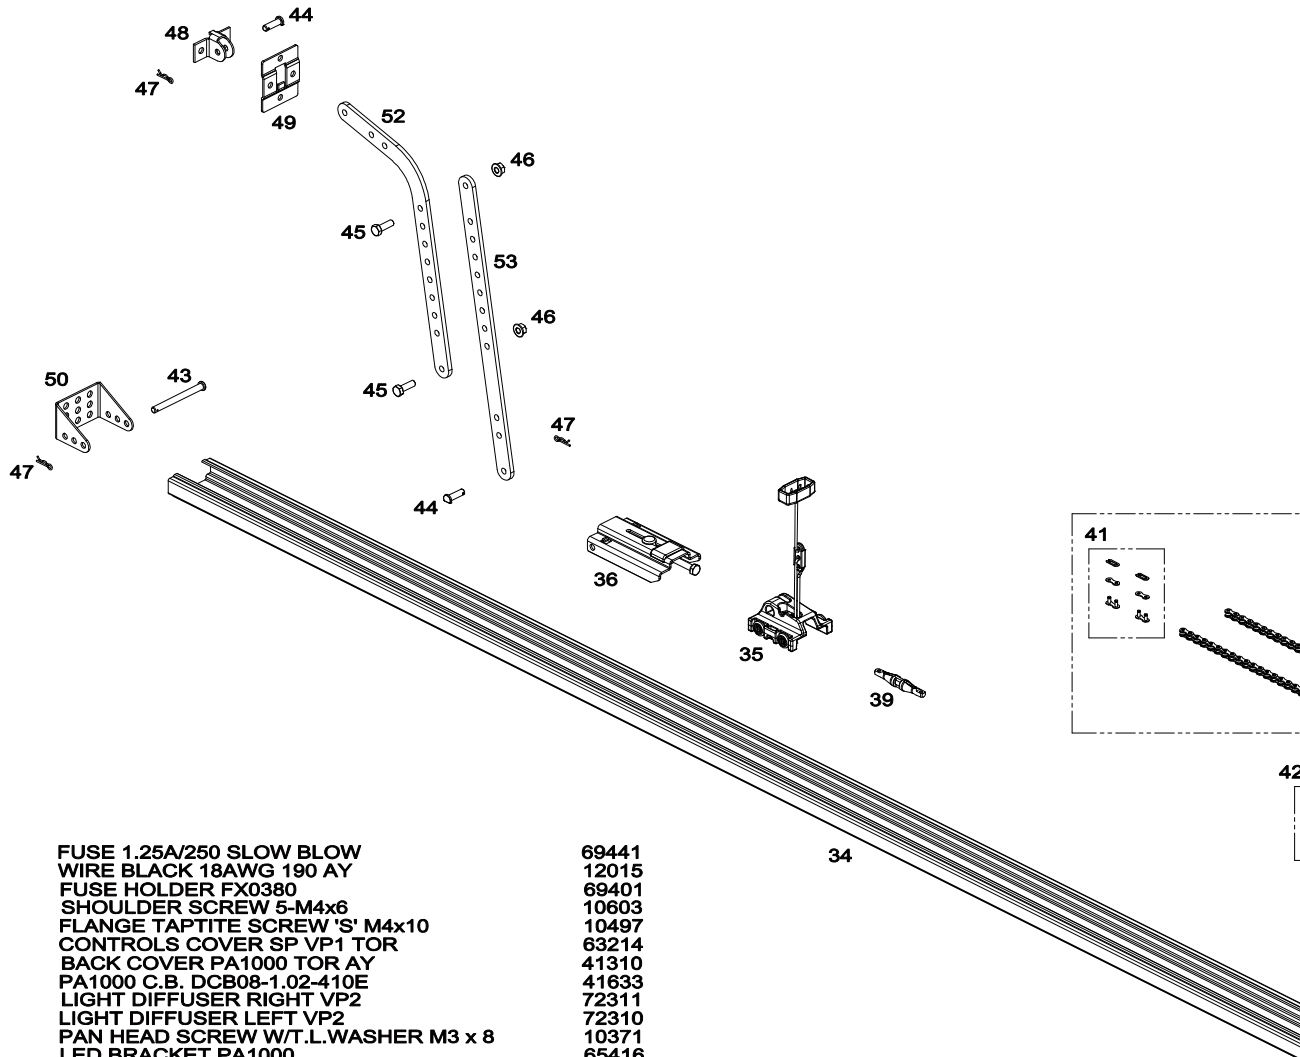 44
48
47
49
52
46
45
53
46
50
43
45
47
47
44
41
36
35
39
42
34
FUSE 1.25A/250 SLOW BLOW 69441
WIRE BLACK 18AWG 190 AY 12015
FUSE HOLDER FX0380 69401
SHOULDER SCREW 5-M4x6 10603
FLANGE TAPTITE SCREW 'S' M4x10 10497
CONTROLS COVER SP VP1 TOR 63214
BACK COVER PA1000 TOR AY 41310
PA1000 C.B. DCB08-1.02-410E 41633
LIGHT DIFFUSER RIGHT VP2 72311
LIGHT DIFFUSER LEFT VP2 72310
PAN HEAD SCREW W/T.L.WASHER M3 x 8 10371
LED BRACKET PA1000 65416